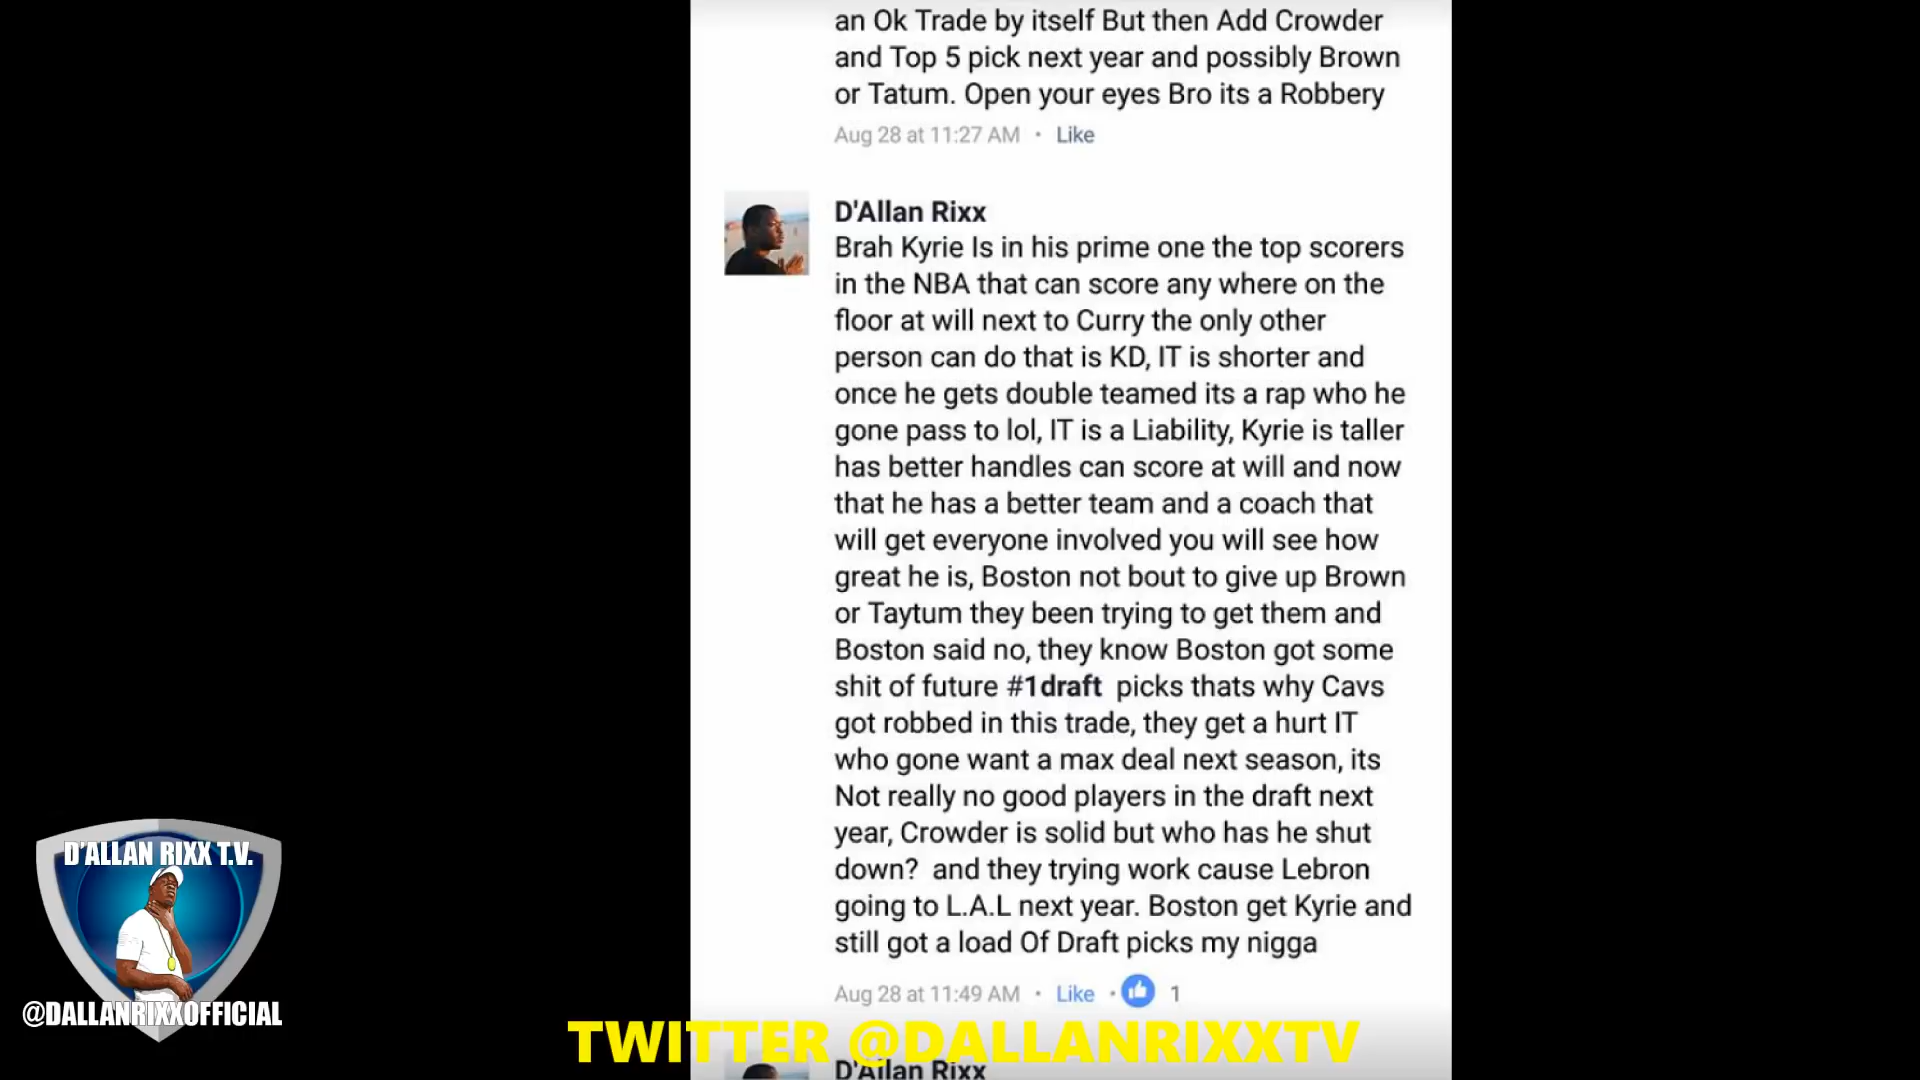 an Ok Trade by itself But then Add Crowder
and Top 5 pick next year and possibly Brown
or Tatum. Open your eyes Bro its a Robbery
Aug 28 at 11:27 AM · Like
D'Allan Rixx
Brah Kyrie Is in his prime one the top scorers
in the NBA that can score any where on the
floor at will next to Curry the only other
person can do that is KD, IT is shorter and
once he gets double teamed its a rap who he
gone pass to lol, IT is a Liability, Kyrie is taller
has better handles can score at will and now
that he has a better team and a coach that
will get everyone involved you will see how
great he is, Boston not bout to give up Brown
or Taytum they been trying to get them and
Boston said no, they know Boston got some
shit of future #1draft picks thats why Cavs
got robbed in this trade, they get a hurt IT
who gone want a max deal next season, its
Not really no good players in the draft next
year, Crowder is solid but who has he shut
down? and they trying work cause Lebron
going to L.A.L next year. Boston get Kyrie and
still got a load Of Draft picks my nigga
Aug 28 at 11:49 AM · Like · 1
D'Allan Rixx
D'ALLAN RIXX T.V.
@DALLANRIXXOFFICIAL
TWITTER @DALLANRIXXTV